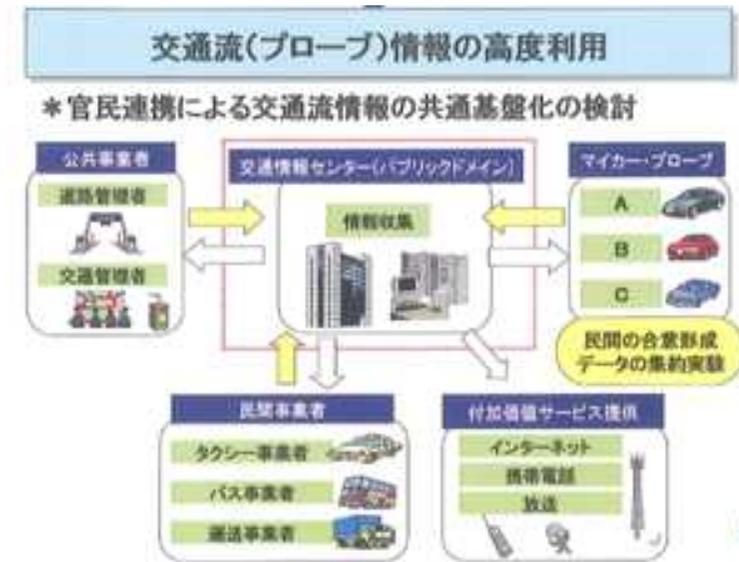 交通流(プローブ)情報の高度利用
＊官民連携による交通流情報の共通基盤化の検討
公共事業者
道路管理者
交通管理者
交通情報センター(パブリックドメイン)
情報収集
マイカー・プローブ
A
B
C
民間の合意形成
データの集約実験
民間事業者
タクシー事業者
バス事業者
運送事業者
付加価値サービス提供
インターネット
携帯電話
放送